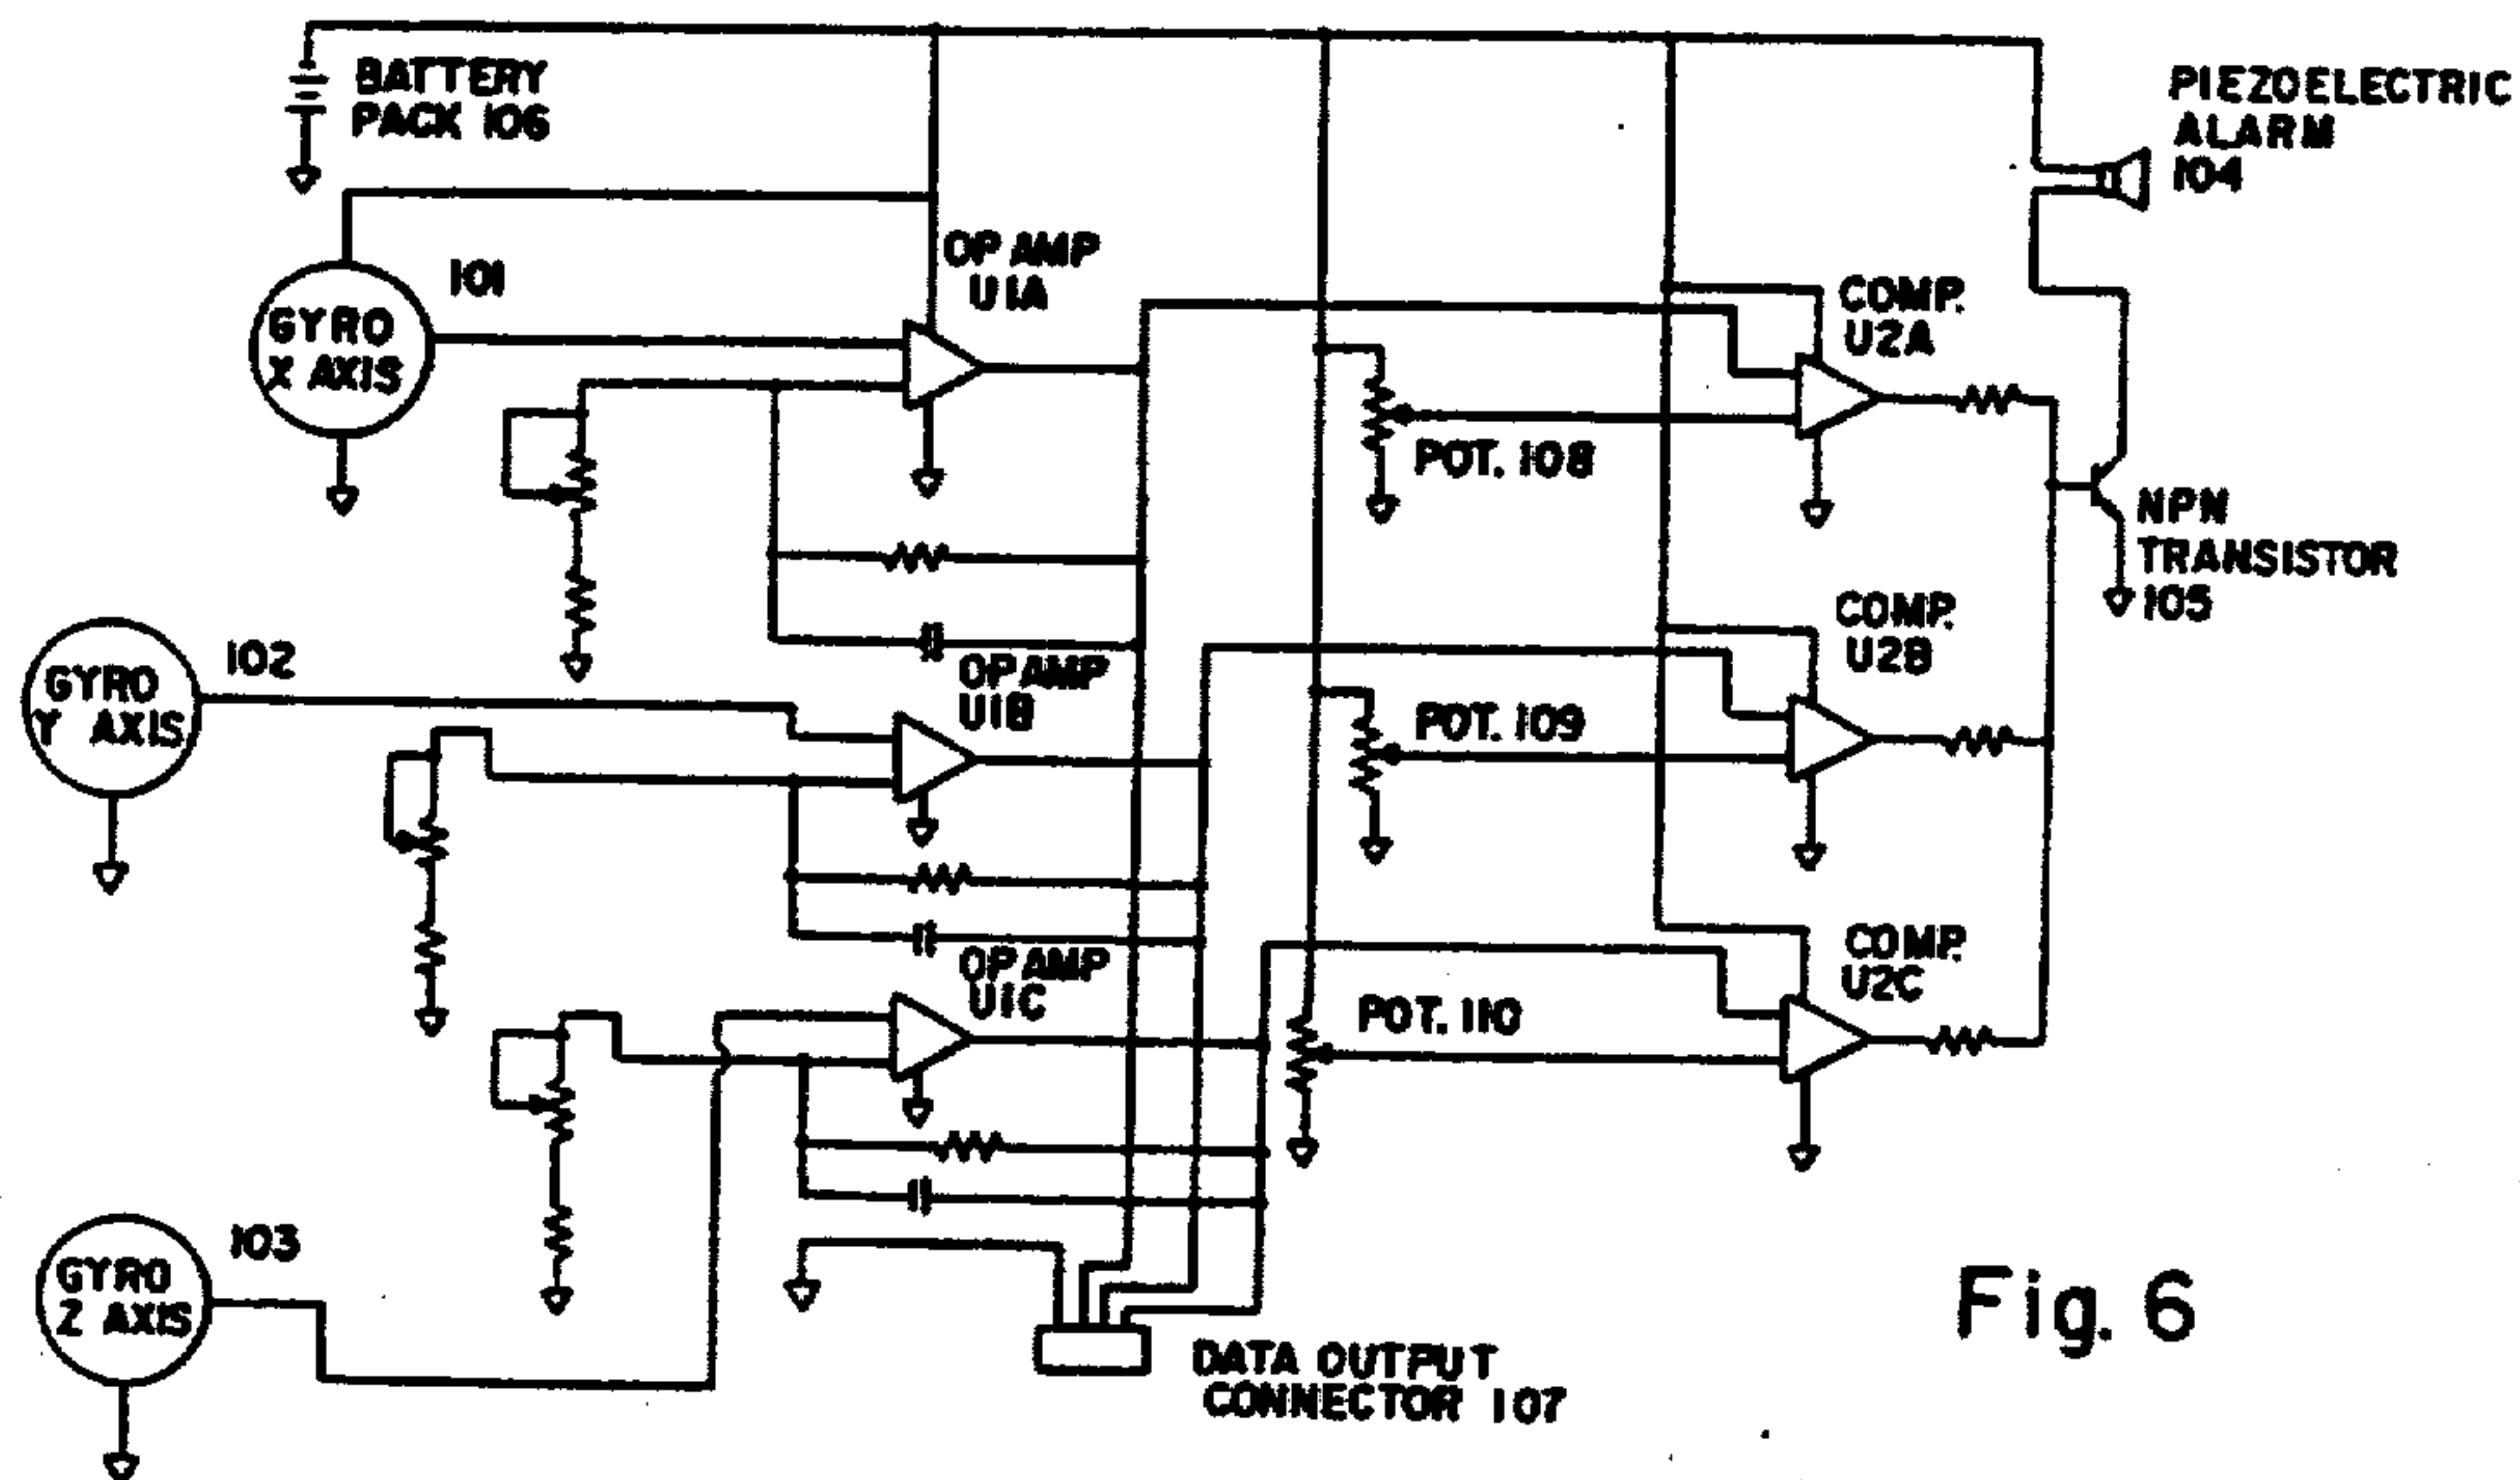 BATTERY
PACK 106
PIEZOELECTRIC
ALARM
104
OP AMP
U1A
101
GYRO
X AXIS
COMP.
U2A
POT. 108
NPN
TRANSISTOR
105
102
GYRO
Y AXIS
OP AMP
U1B
COMP.
U2B
POT. 109
OP AMP
U1C
COMP.
U2C
POT. 110
103
GYRO
Z AXIS
DATA OUTPUT
CONNECTOR 107
Fig. 6